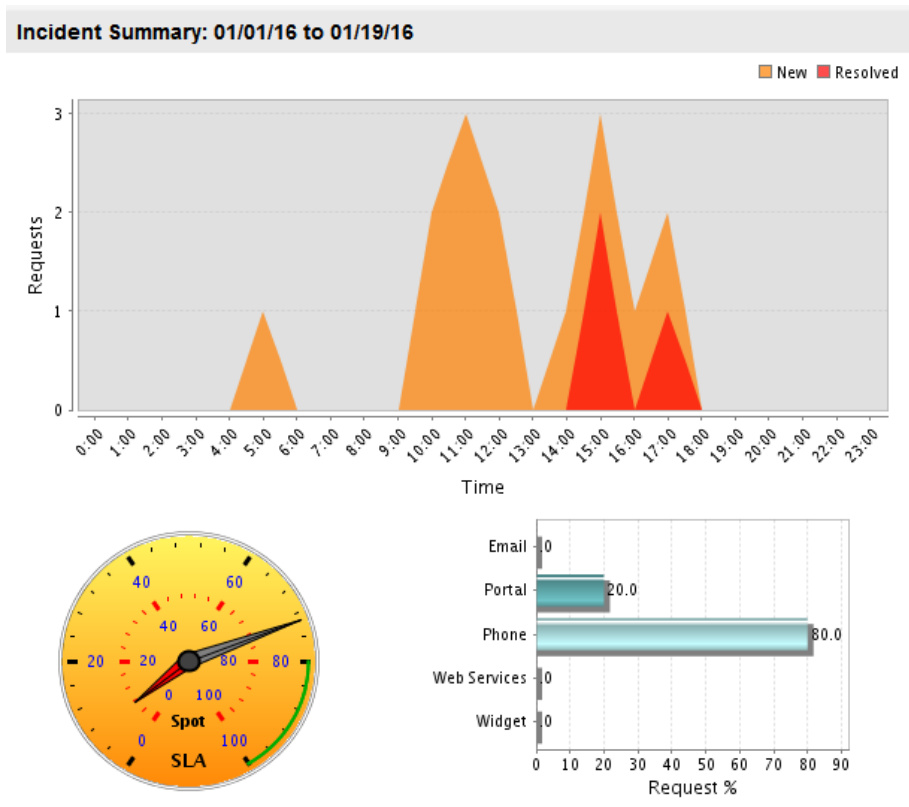 Incident Summary: 01/01/16 to 01/19/16
New Resolved
3
2
1
0
Requests
0:00 1:00 2:00 3:00 4:00 5:00 6:00 7:00 8:00 9:00 10:00 11:00 12:00 13:00 14:00 15:00 16:00 17:00 18:00 19:00 20:00 21:00 22:00 23:00
Time
40 60
40 60
20 20 80 80
0 100
Spot
0 100
SLA
Email .0
Portal 20.0
Phone 80.0
Web Services .0
Widget .0
0 10 20 30 40 50 60 70 80 90
Request %